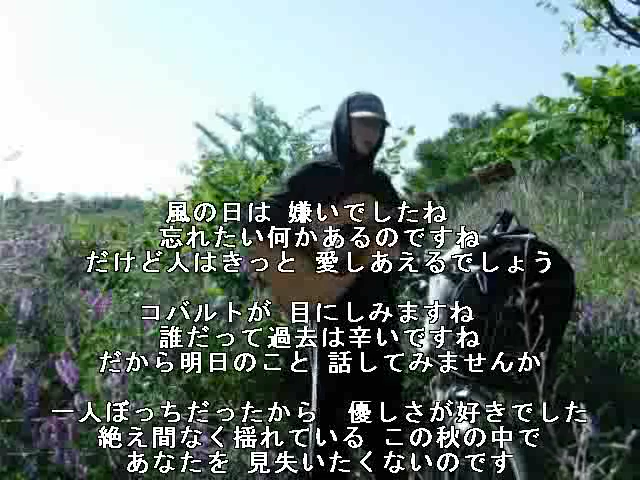 風の日は 嫌いでしたね
忘れたい何かあるのですね
だけど人はきっと 愛しあえるでしょう
コバルトが 目にしみますね
誰だって過去は辛いですね
だから明日のこと 話してみませんか
一人ぼっちだったから 優しさが好きでした
絶え間なく揺れている この秋の中で
あなたを 見失いたくないのです